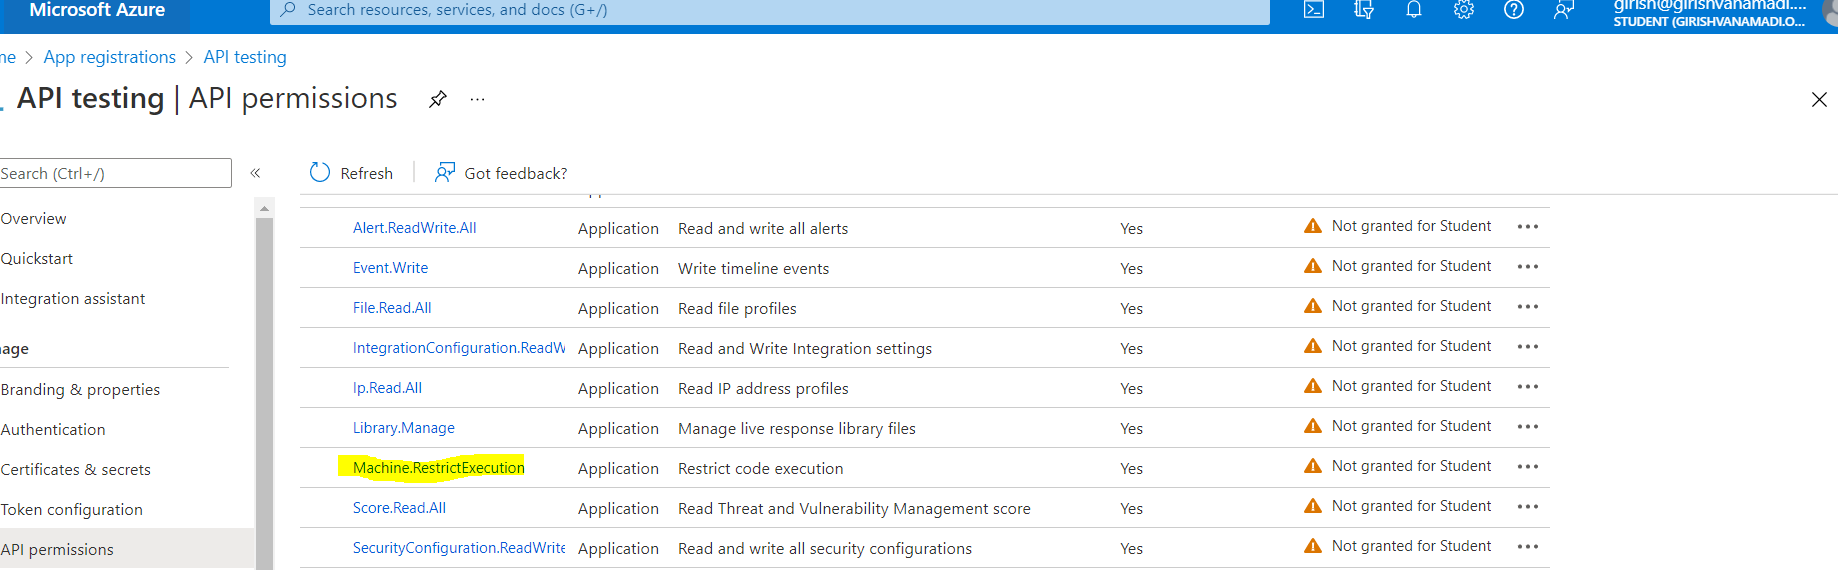 Microsoft Azure
Search resources, services, and docs (G+/)
girish@girishvanamadi....
STUDENT (GIRISHVANAMADI.O...
me > App registrations > API testing
API testing | API permissions
Search (Ctrl+/)
Refresh
Got feedback?
Overview
Quickstart
Integration assistant
nage
Branding & properties
Authentication
Certificates & secrets
Token configuration
API permissions
Alert.ReadWrite.All Application Read and write all alerts Yes Not granted for Student
Event.Write Application Write timeline events Yes Not granted for Student
File.Read.All Application Read file profiles Yes Not granted for Student
IntegrationConfiguration.ReadW Application Read and Write Integration settings Yes Not granted for Student
Ip.Read.All Application Read IP address profiles Yes Not granted for Student
Library.Manage Application Manage live response library files Yes Not granted for Student
Machine.RestrictExecution Application Restrict code execution Yes Not granted for Student
Score.Read.All Application Read Threat and Vulnerability Management score Yes Not granted for Student
SecurityConfiguration.ReadWrite Application Read and write all security configurations Yes Not granted for Student